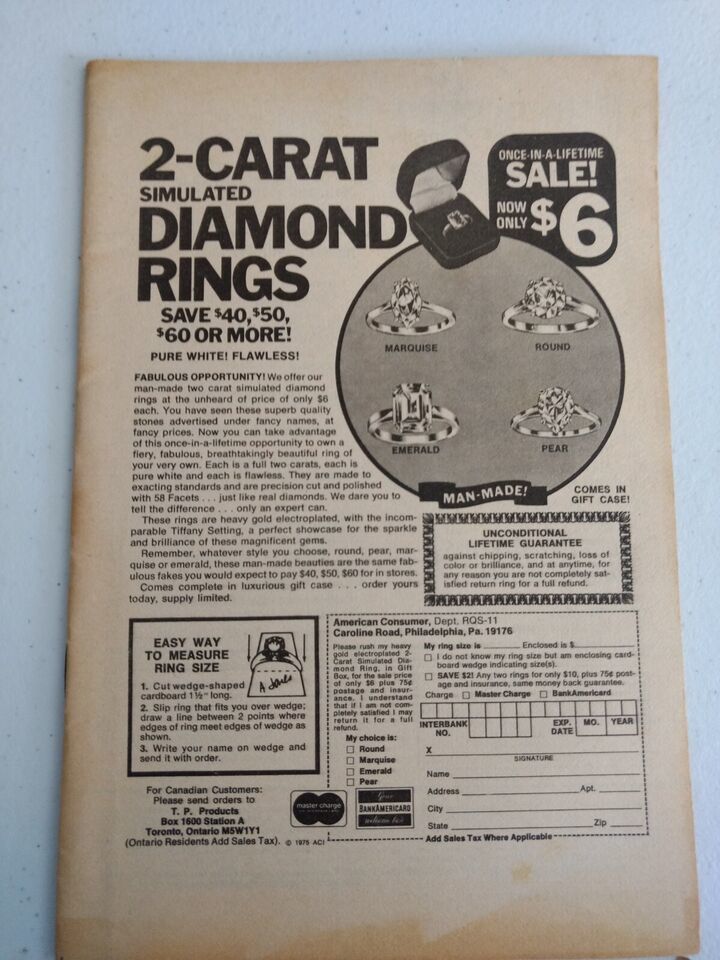 2-CARAT
SIMULATED
DIAMOND
RINGS
SAVE $40, $50,
$60 OR MORE!
PURE WHITE! FLAWLESS!
ONCE-IN-A-LIFETIME
SALE!
NOW
ONLY $6
MARQUISE
ROUND
EMERALD
PEAR
MAN-MADE!
COMES IN
GIFT CASE!
FABULOUS OPPORTUNITY! We offer our
man-made two carat simulated diamond
rings at the unheard of price of only $6
each. You have seen these superb quality
stones advertised under fancy names, at
fancy prices. Now you can take advantage
of this once-in-a-lifetime opportunity to own a
fiery, fabulous, breathtakingly beautiful ring of
your very own. Each is a full two carats, each is
pure white and each is flawless. They are made to
exacting standards and are precision cut and polished
with 58 Facets . . . just like real diamonds. We dare you to
tell the difference . . . only an expert can.
These rings are heavy gold electroplated, with the incom-
parable Tiffany Setting, a perfect showcase for the sparkle
and brilliance of these magnificent gems.
Remember, whatever style you choose, round, pear, mar-
quise or emerald, these man-made beauties are the same fab-
ulous fakes you would expect to pay $40, $50, $60 for in stores.
Comes complete in luxurious gift case . . . order yours
today, supply limited.
UNCONDITIONAL
LIFETIME GUARANTEE
against chipping, scratching, loss of
color or brilliance, and at anytime, for
any reason you are not completely sat-
isfied return ring for a full refund.
EASY WAY
TO MEASURE
RING SIZE
1. Cut wedge-shaped
cardboard 1½" long.
2. Slip ring that fits you over wedge;
draw a line between 2 points where
edges of ring meet edges of wedge as
shown.
3. Write your name on wedge and
send it with order.
For Canadian Customers:
Please send orders to
T. P. Products
Box 1600 Station A
Toronto, Ontario M5W1Y1
(Ontario Residents Add Sales Tax). © 1975 ACI
American Consumer, Dept. RQS-11
Caroline Road, Philadelphia, Pa. 19176
Please rush my heavy
gold electroplated 2-
Carat Simulated Dia-
mond Ring, in Gift
Box, for the sale price
of only $6 plus 75¢
postage and insur-
ance. I understand
that if I am not com-
pletely satisfied I may
return it for a full
refund.
My choice is:
Round
Marquise
Emerald
Pear
master charge
BANKAMERICARD
My ring size is Enclosed is $
I do not know my ring size but am enclosing card-
board wedge indicating size(s).
SAVE $2! Any two rings for only $10, plus 75¢ post-
age and insurance, same money back guarantee.
Charge Master Charge BankAmericard
INTERBANK
NO.
EXP.
DATE
MO. YEAR
X
SIGNATURE
Name
Address Apt.
City
State Zip
Add Sales Tax Where Applicable